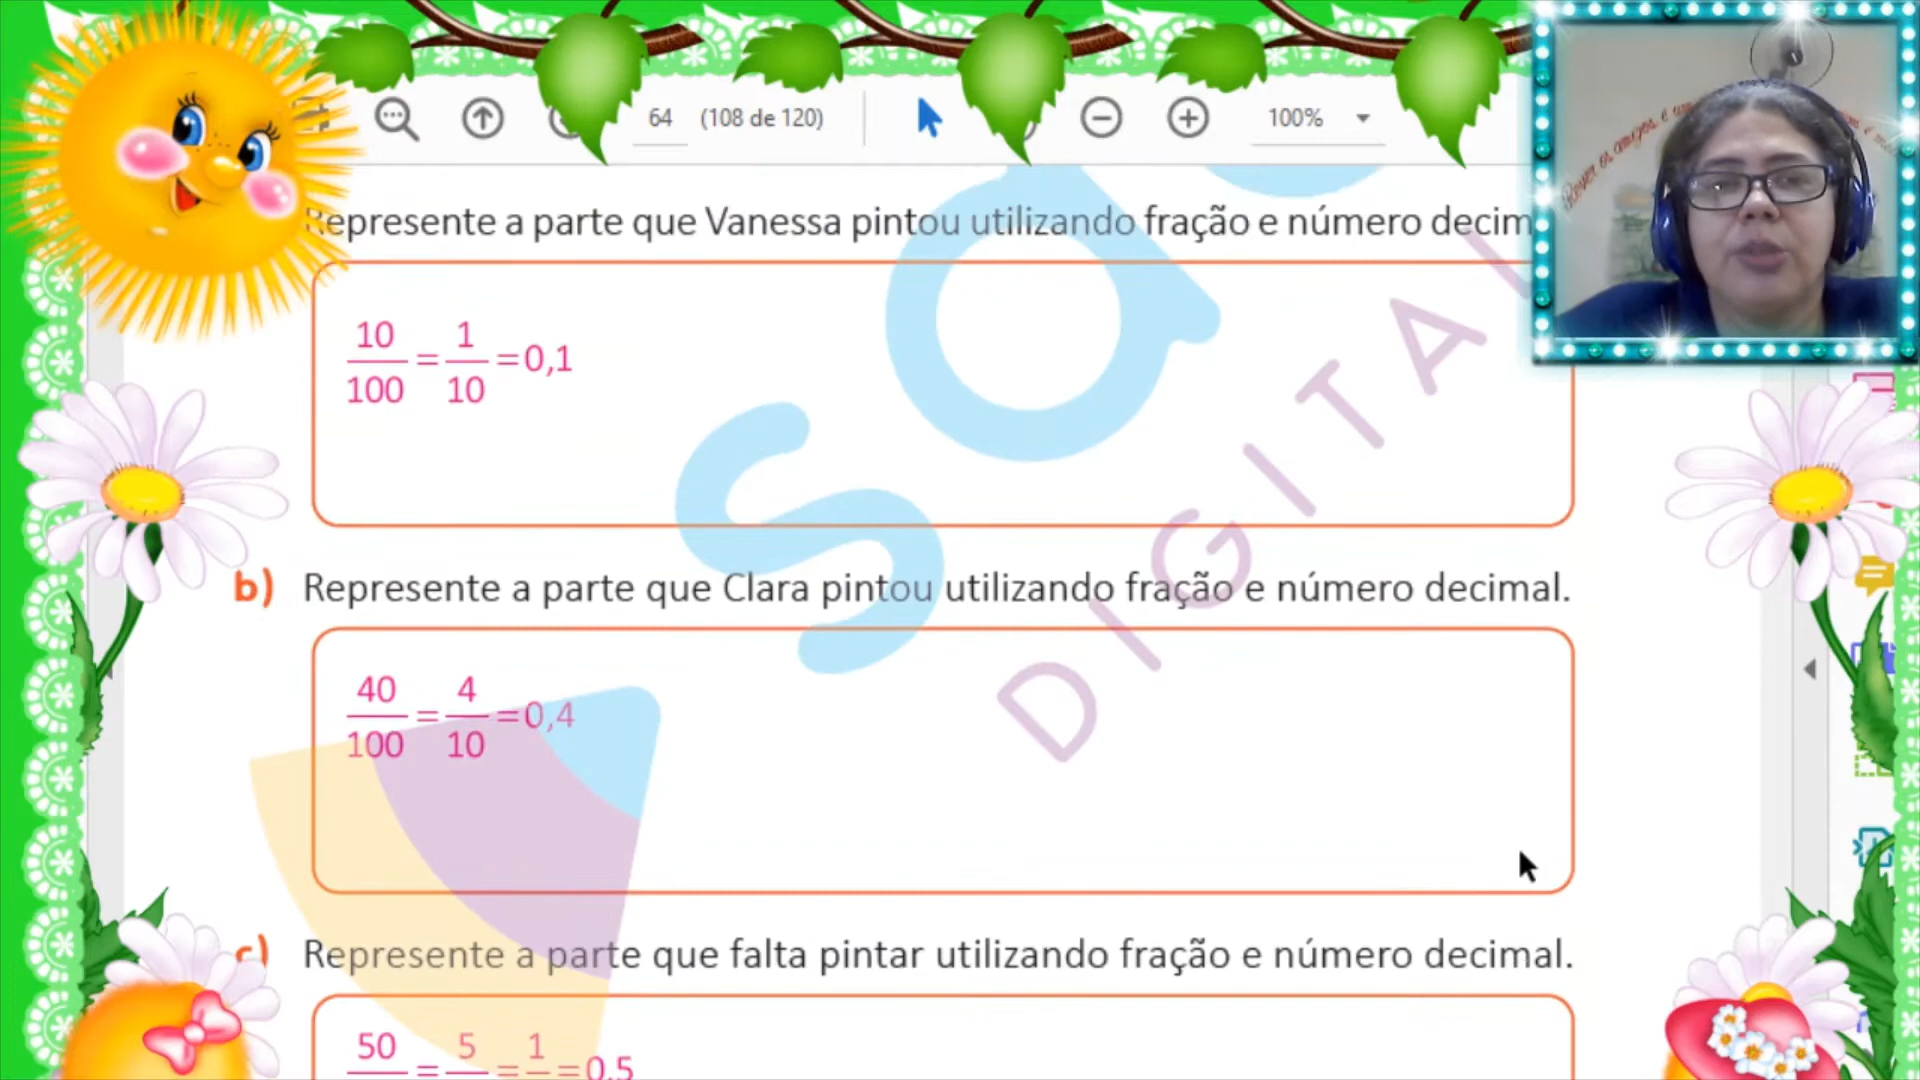 64 (108 de 120) 100%
Represente a parte que Vanessa pintou utilizando fração e número decim
10/100 = 1/10 = 0,1
b) Represente a parte que Clara pintou utilizando fração e número decimal.
40/100 = 4/10 = 0,4
c) Represente a parte que falta pintar utilizando fração e número decimal.
50 = 5 = 1 = 0,5
DIGITAL